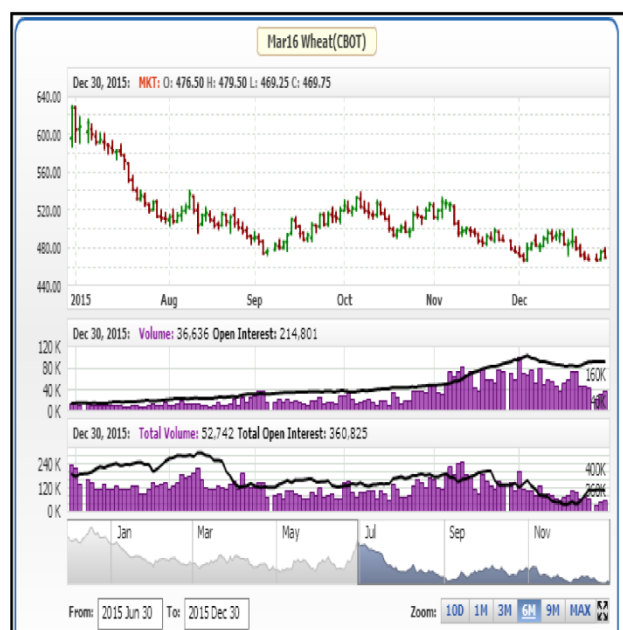 Mar16 Wheat(CBOT)
Dec 30, 2015: MKT: O: 476.50 H: 479.50 L: 469.25 C: 469.75
640.00
600.00
560.00
520.00
480.00
440.00
2015 Aug Sep Oct Nov Dec
Dec 30, 2015: Volume: 36,636 Open Interest: 214,801
120 K
80 K
40 K
0 K
160K
Dec 30, 2015: Total Volume: 52,742 Total Open Interest: 360,825
240 K
120 K
0 K
400K
Jan Mar May Jul Sep Nov
From: 2015 Jun 30 To: 2015 Dec 30 Zoom: 10D 1M 3M 6M 9M MAX